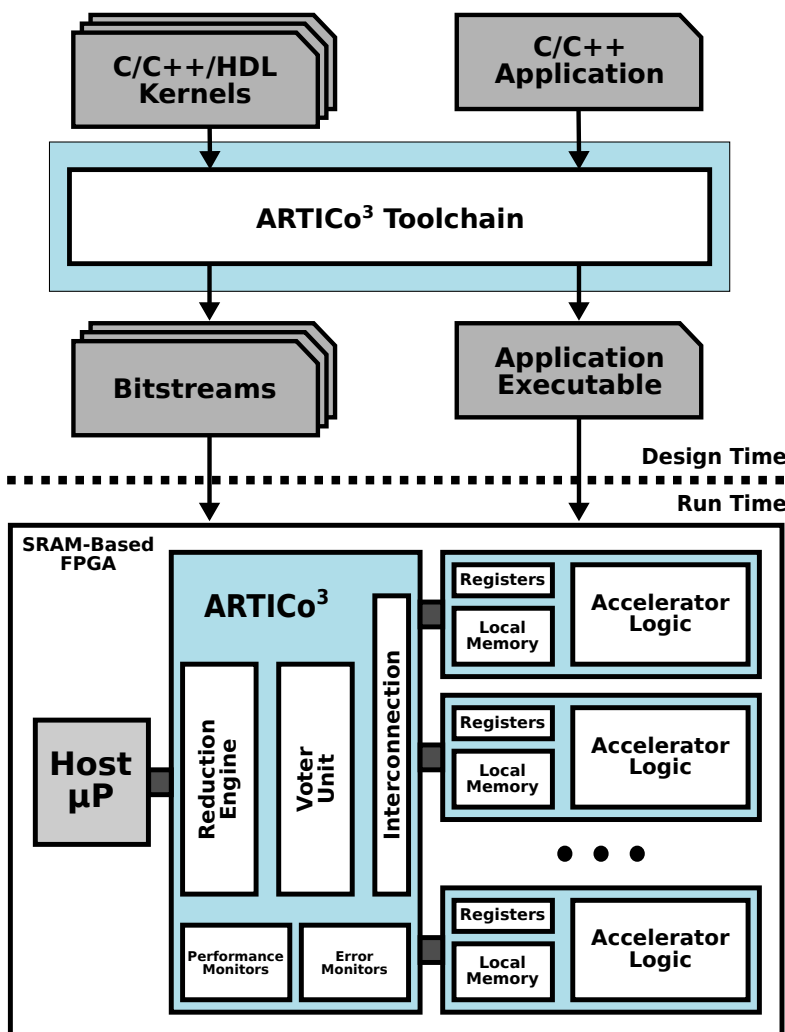 C/C++/HDL
Kernels
C/C++
Application
ARTICo³ Toolchain
Bitstreams
Application
Executable
Design Time
Run Time
SRAM-Based
FPGA
ARTICo³
Reduction
Engine
Voter
Unit
Interconnection
Performance
Monitors
Error
Monitors
Host
µP
Registers
Local
Memory
Accelerator
Logic
Registers
Local
Memory
Accelerator
Logic
Registers
Local
Memory
Accelerator
Logic